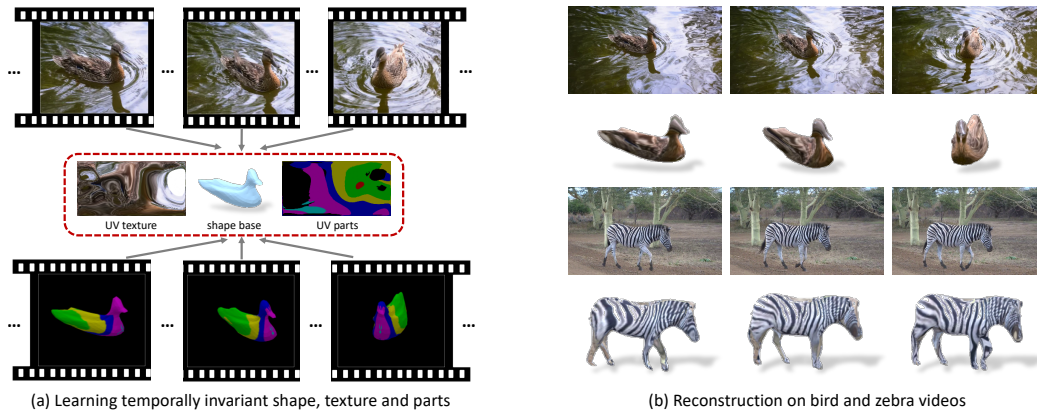 ... ... ... ...
UV texture
shape base
UV parts
... ... ... ...
(a) Learning temporally invariant shape, texture and parts
(b) Reconstruction on bird and zebra videos